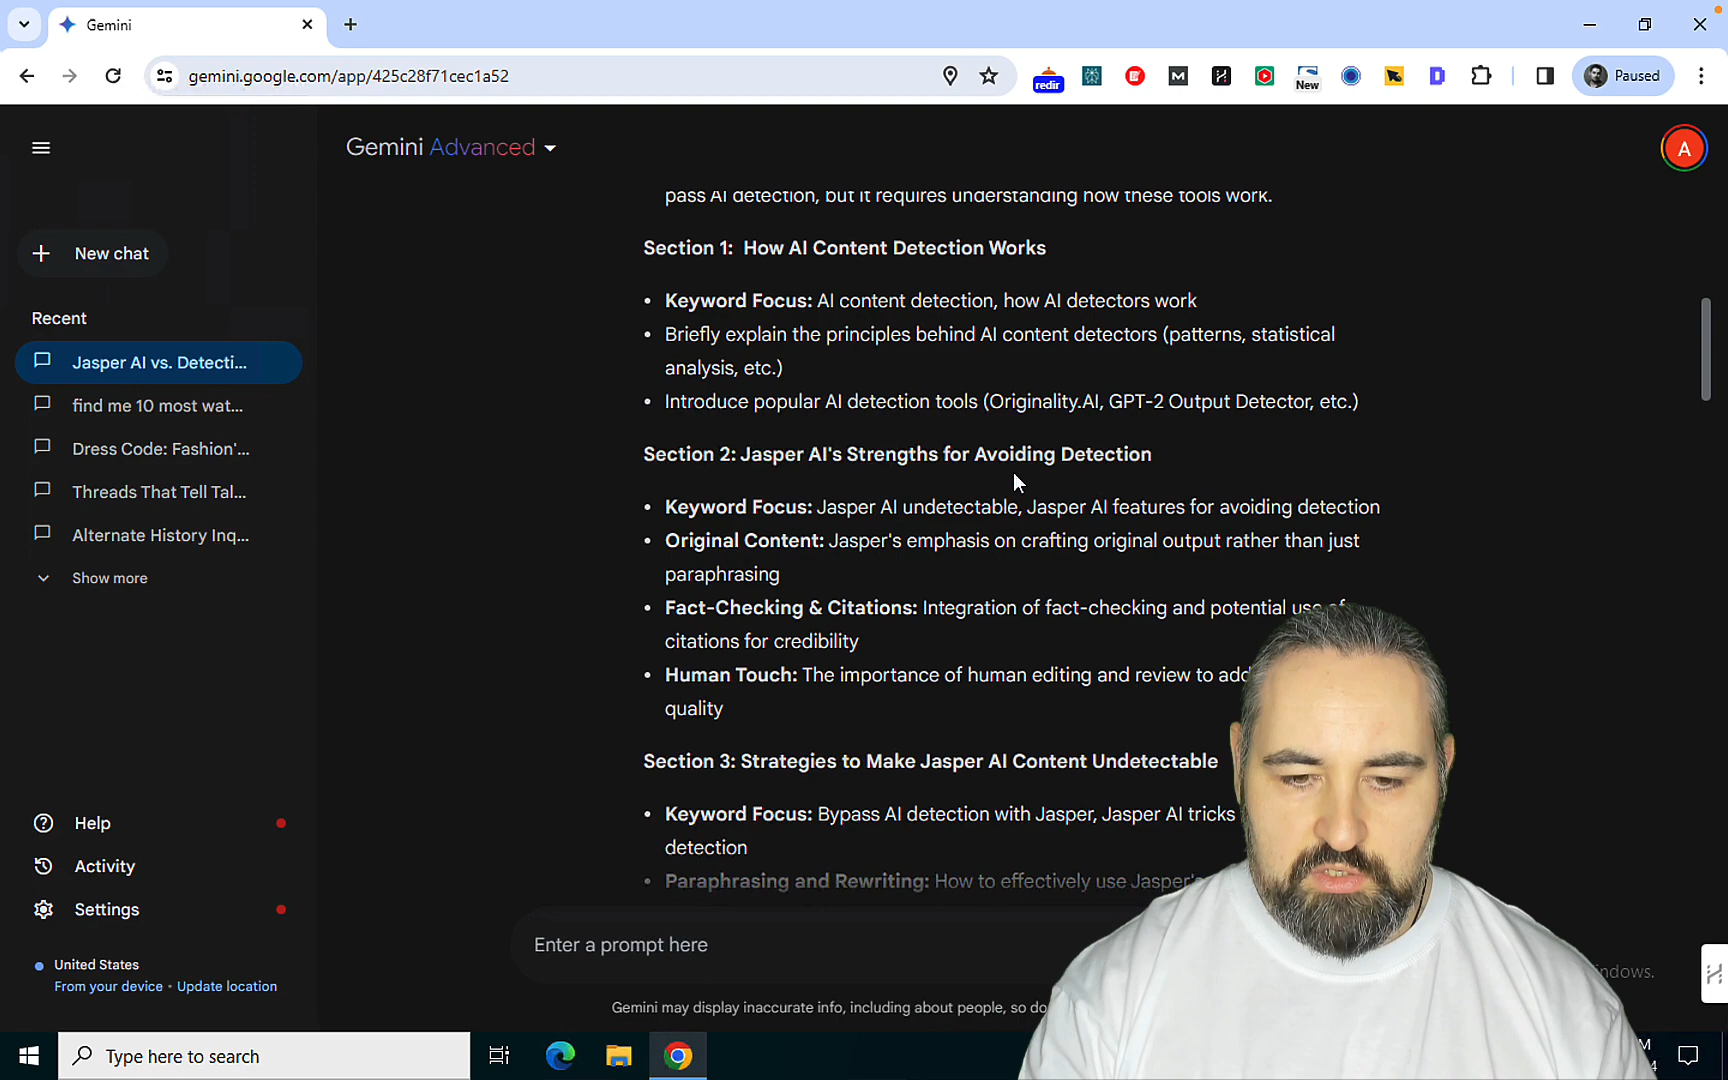 Gemini
gemini.google.com/app/425c28f71cec1a52
redir
New
Paused
Gemini Advanced
A
New chat
Recent
Jasper AI vs. Detecti...
find me 10 most wat...
Dress Code: Fashion'...
Threads That Tell Tal...
Alternate History Inq...
Show more
Help
Activity
Settings
United States
From your device • Update location
pass AI detection, but it requires understanding how these tools work.
Section 1: How AI Content Detection Works
• Keyword Focus: AI content detection, how AI detectors work
• Briefly explain the principles behind AI content detectors (patterns, statistical
analysis, etc.)
• Introduce popular AI detection tools (Originality.AI, GPT-2 Output Detector, etc.)
Section 2: Jasper AI's Strengths for Avoiding Detection
• Keyword Focus: Jasper AI undetectable, Jasper AI features for avoiding detection
• Original Content: Jasper's emphasis on crafting original output rather than just
paraphrasing
• Fact-Checking & Citations: Integration of fact-checking and potential use of
citations for credibility
• Human Touch: The importance of human editing and review to add
quality
Section 3: Strategies to Make Jasper AI Content Undetectable
• Keyword Focus: Bypass AI detection with Jasper, Jasper AI tricks
detection
• Paraphrasing and Rewriting: How to effectively use Jasper's
Enter a prompt here
indows.
Gemini may display inaccurate info, including about people, so do
Type here to search